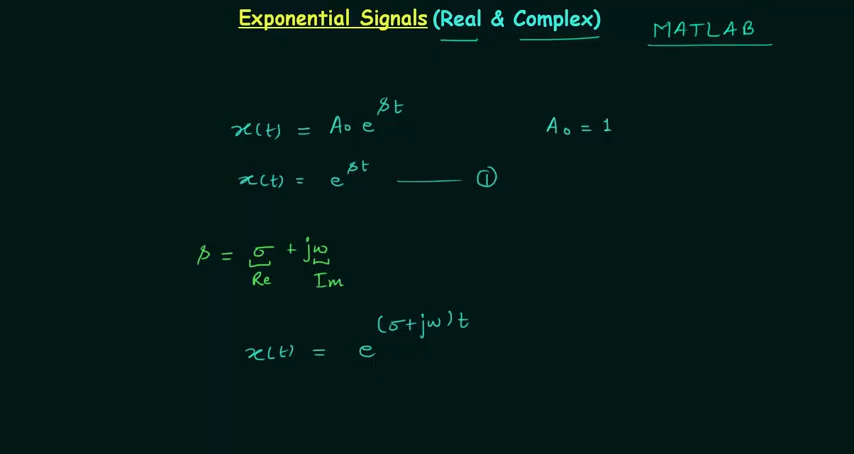 Exponential Signals (Real & Complex)
MATLAB
x(t) = A₀ e^{st}
A₀ = 1
x(t) = e^{st} ——— ①
s = σ + jω
Re Im
x(t) = e^{(σ+jω)t}